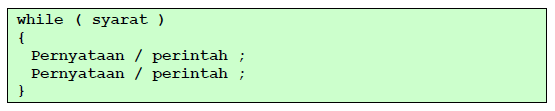 while ( syarat )
{
Pernyataan / perintah ;
Pernyataan / perintah ;
}